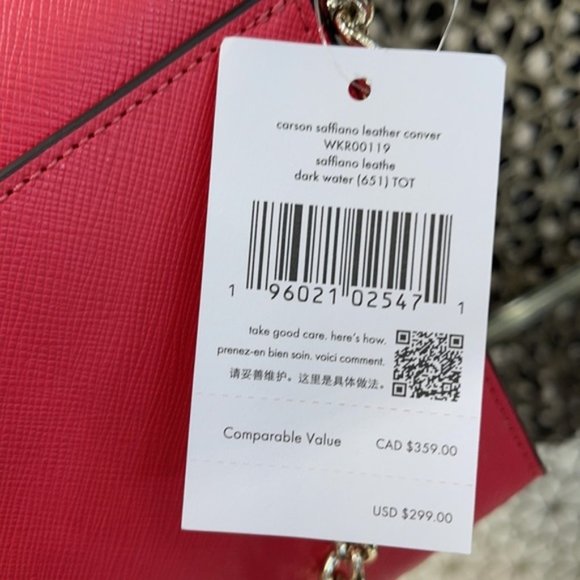 carson saffiano leather conver
WKR00119
saffiano leathe
dark water (651) TOT
1 96021 02547 1
take good care. here's how.
prenez-en bien soin. voici comment.
请妥善维护。这里是具体做法。
Comparable Value CAD $359.00
USD $299.00